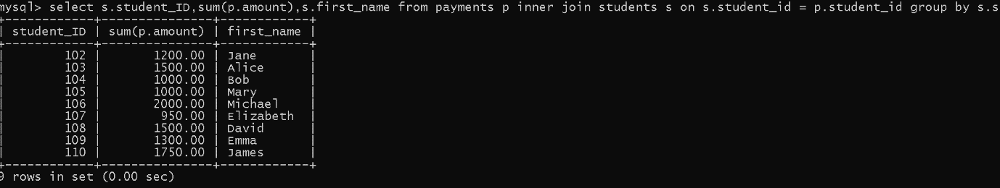 mysql> select s.student_ID,sum(p.amount),s.first_name from payments p inner join students s on s.student_id = p.student_id group by s.s
+------------+---------------+------------+
| student_ID | sum(p.amount) | first_name |
+------------+---------------+------------+
| 102 | 1200.00 | Jane |
| 103 | 1500.00 | Alice |
| 104 | 1000.00 | Bob |
| 105 | 1000.00 | Mary |
| 106 | 2000.00 | Michael |
| 107 | 950.00 | Elizabeth |
| 108 | 1500.00 | David |
| 109 | 1300.00 | Emma |
| 110 | 1750.00 | James |
+------------+---------------+------------+
9 rows in set (0.00 sec)